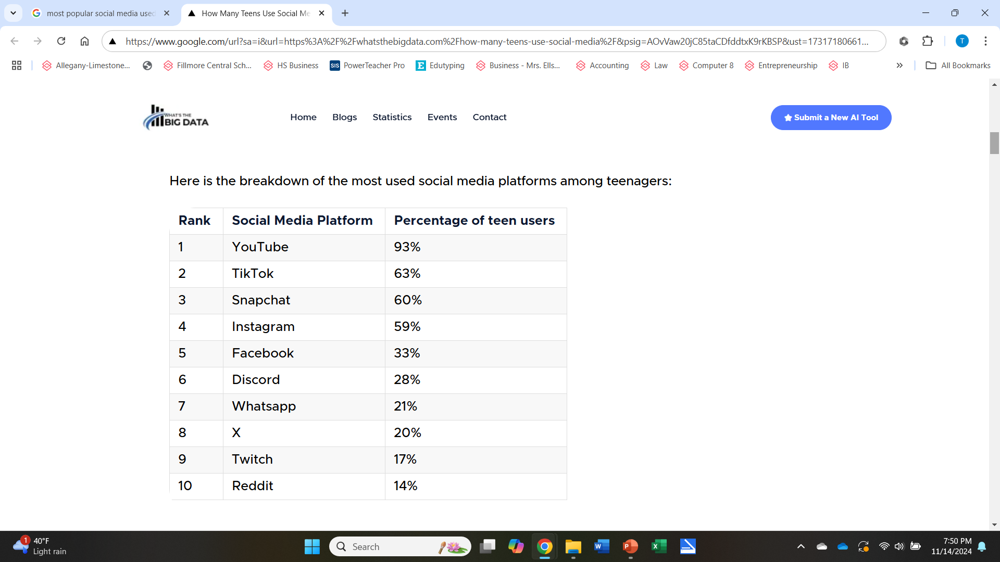 most popular social media used
How Many Teens Use Social Me
https://www.google.com/url?sa=i&url=https%3A%2F%2Fwhatsthebigdata.com%2Fhow-many-teens-use-social-media%2F&psig=AOvVaw20jC85taCDfddtxK9rKBSP&ust=17317180661...
T
Allegany-Limestone...
Fillmore Central Sch...
HS Business
SIS PowerTeacher Pro
E Edutyping
Business - Mrs. Ells...
Accounting
Law
Computer 8
Entrepreneurship
IB
All Bookmarks
WHAT'S THE
BIG DATA
Home Blogs Statistics Events Contact
Submit a New AI Tool
Here is the breakdown of the most used social media platforms among teenagers:
Rank Social Media Platform Percentage of teen users
1 YouTube 93%
2 TikTok 63%
3 Snapchat 60%
4 Instagram 59%
5 Facebook 33%
6 Discord 28%
7 Whatsapp 21%
8 X 20%
9 Twitch 17%
10 Reddit 14%
1
40°F
Light rain
Search
W
P
X
7:50 PM
11/14/2024